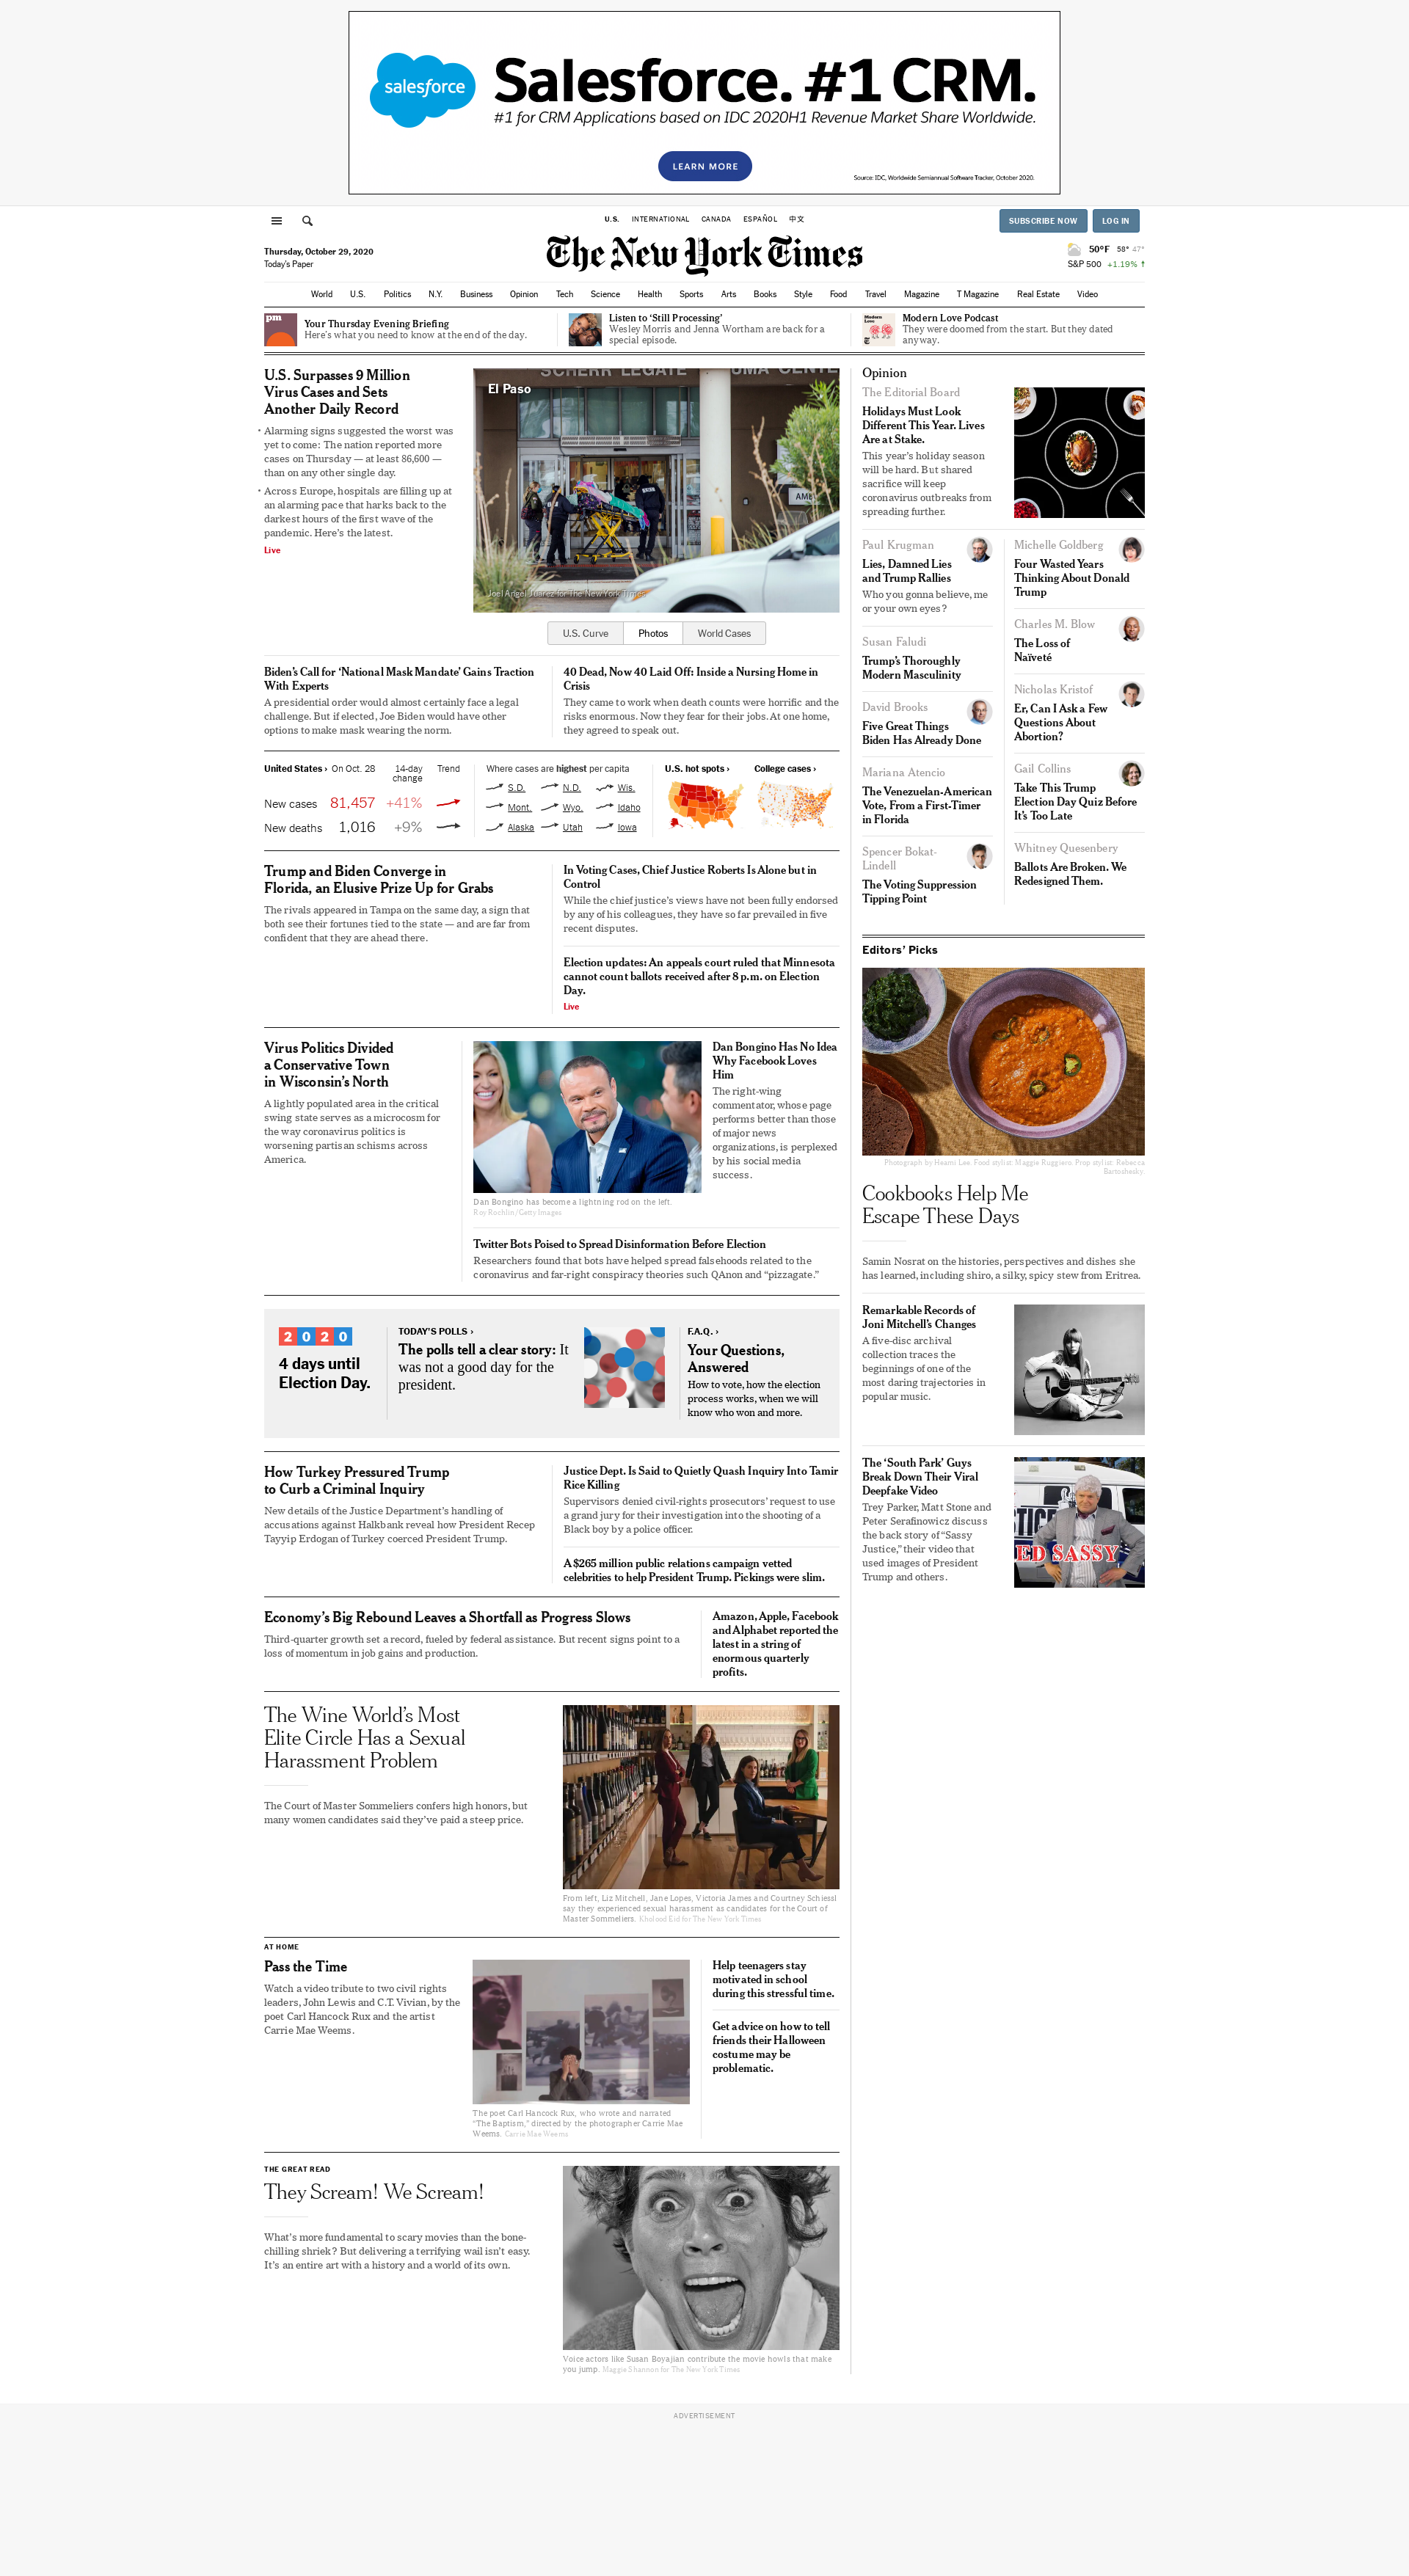 salesforce
Salesforce. #1 CRM.
#1 for CRM Applications based on IDC 2020H1 Revenue Market Share Worldwide.
LEARN MORE
Source: IDC, Worldwide Semiannual Software Tracker, October 2020.
U.S. INTERNATIONAL CANADA ESPAÑOL 中文
SUBSCRIBE NOW LOG IN
Thursday, October 29, 2020
Today's Paper
The New York Times
50°F 58° 47°
S&P 500 +1.19% ↑
World U.S. Politics N.Y. Business Opinion Tech Science Health Sports Arts Books Style Food Travel Magazine T Magazine Real Estate Video
pm
Your Thursday Evening Briefing
Here's what you need to know at the end of the day.
Listen to ‘Still Processing’
Wesley Morris and Jenna Wortham are back for a
special episode.
Modern
Love
Modern Love Podcast
They were doomed from the start. But they dated
anyway.
U.S. Surpasses 9 Million
Virus Cases and Sets
Another Daily Record
• Alarming signs suggested the worst was
yet to come: The nation reported more
cases on Thursday — at least 86,600 —
than on any other single day.
• Across Europe, hospitals are filling up at
an alarming pace that harks back to the
darkest hours of the first wave of the
pandemic. Here's the latest.
Live
El Paso
SCHERR LEGATE
UMA CENTE
AM
Joel Angel Juarez for The New York Times
U.S. Curve Photos World Cases
Biden's Call for ‘National Mask Mandate’ Gains Traction
With Experts
A presidential order would almost certainly face a legal
challenge. But if elected, Joe Biden would have other
options to make mask wearing the norm.
40 Dead, Now 40 Laid Off: Inside a Nursing Home in
Crisis
They came to work when death counts were horrific and the
risks enormous. Now they fear for their jobs. At one home,
they agreed to speak out.
United States › On Oct. 28 14-day
change Trend
New cases 81,457 +41%
New deaths 1,016 +9%
Where cases are highest per capita
S.D. N.D. Wis.
Mont. Wyo. Idaho
Alaska Utah Iowa
U.S. hot spots › College cases ›
Trump and Biden Converge in
Florida, an Elusive Prize Up for Grabs
The rivals appeared in Tampa on the same day, a sign that
both see their fortunes tied to the state — and are far from
confident that they are ahead there.
In Voting Cases, Chief Justice Roberts Is Alone but in
Control
While the chief justice's views have not been fully endorsed
by any of his colleagues, they have so far prevailed in five
recent disputes.
Election updates: An appeals court ruled that Minnesota
cannot count ballots received after 8 p.m. on Election
Day.
Live
Virus Politics Divided
a Conservative Town
in Wisconsin's North
A lightly populated area in the critical
swing state serves as a microcosm for
the way coronavirus politics is
worsening partisan schisms across
America.
Dan Bongino has become a lightning rod on the left.
Roy Rochlin/Getty Images
Dan Bongino Has No Idea
Why Facebook Loves
Him
The right-wing
commentator, whose page
performs better than those
of major news
organizations, is perplexed
by his social media
success.
Twitter Bots Poised to Spread Disinformation Before Election
Researchers found that bots have helped spread falsehoods related to the
coronavirus and far-right conspiracy theories such QAnon and “pizzagate.”
2020
4 days until
Election Day.
TODAY'S POLLS ›
The polls tell a clear story: It
was not a good day for the
president.
F.A.Q. ›
Your Questions,
Answered
How to vote, how the election
process works, when we will
know who won and more.
How Turkey Pressured Trump
to Curb a Criminal Inquiry
New details of the Justice Department's handling of
accusations against Halkbank reveal how President Recep
Tayyip Erdogan of Turkey coerced President Trump.
Justice Dept. Is Said to Quietly Quash Inquiry Into Tamir
Rice Killing
Supervisors denied civil-rights prosecutors' request to use
a grand jury for their investigation into the shooting of a
Black boy by a police officer.
A $265 million public relations campaign vetted
celebrities to help President Trump. Pickings were slim.
Economy's Big Rebound Leaves a Shortfall as Progress Slows
Third-quarter growth set a record, fueled by federal assistance. But recent signs point to a
loss of momentum in job gains and production.
Amazon, Apple, Facebook
and Alphabet reported the
latest in a string of
enormous quarterly
profits.
The Wine World's Most
Elite Circle Has a Sexual
Harassment Problem
The Court of Master Sommeliers confers high honors, but
many women candidates said they've paid a steep price.
From left, Liz Mitchell, Jane Lopes, Victoria James and Courtney Schiessl
say they experienced sexual harassment as candidates for the Court of
Master Sommeliers. Kholood Eid for The New York Times
AT HOME
Pass the Time
Watch a video tribute to two civil rights
leaders, John Lewis and C.T. Vivian, by the
poet Carl Hancock Rux and the artist
Carrie Mae Weems.
The poet Carl Hancock Rux, who wrote and narrated
“The Baptism,” directed by the photographer Carrie Mae
Weems. Carrie Mae Weems
Help teenagers stay
motivated in school
during this stressful time.
Get advice on how to tell
friends their Halloween
costume may be
problematic.
THE GREAT READ
They Scream! We Scream!
What's more fundamental to scary movies than the bone-
chilling shriek? But delivering a terrifying wail isn't easy.
It's an entire art with a history and a world of its own.
Voice actors like Susan Boyajian contribute the movie howls that make
you jump. Maggie Shannon for The New York Times
Opinion
The Editorial Board
Holidays Must Look
Different This Year. Lives
Are at Stake.
This year's holiday season
will be hard. But shared
sacrifice will keep
coronavirus outbreaks from
spreading further.
Paul Krugman
Lies, Damned Lies
and Trump Rallies
Who you gonna believe, me
or your own eyes?
Susan Faludi
Trump's Thoroughly
Modern Masculinity
David Brooks
Five Great Things
Biden Has Already Done
Mariana Atencio
The Venezuelan-American
Vote, From a First-Timer
in Florida
Spencer Bokat-
Lindell
The Voting Suppression
Tipping Point
Michelle Goldberg
Four Wasted Years
Thinking About Donald
Trump
Charles M. Blow
The Loss of
Naïveté
Nicholas Kristof
Er, Can I Ask a Few
Questions About
Abortion?
Gail Collins
Take This Trump
Election Day Quiz Before
It's Too Late
Whitney Quesenbery
Ballots Are Broken. We
Redesigned Them.
Editors' Picks
Photograph by Heami Lee. Food stylist: Maggie Ruggiero. Prop stylist: Rebecca
Bartoshesky.
Cookbooks Help Me
Escape These Days
Samin Nosrat on the histories, perspectives and dishes she
has learned, including shiro, a silky, spicy stew from Eritrea.
Remarkable Records of
Joni Mitchell's Changes
A five-disc archival
collection traces the
beginnings of one of the
most daring trajectories in
popular music.
The ‘South Park’ Guys
Break Down Their Viral
Deepfake Video
Trey Parker, Matt Stone and
Peter Serafinowicz discuss
the back story of “Sassy
Justice,” their video that
used images of President
Trump and others.
ED SASSY
ADVERTISEMENT